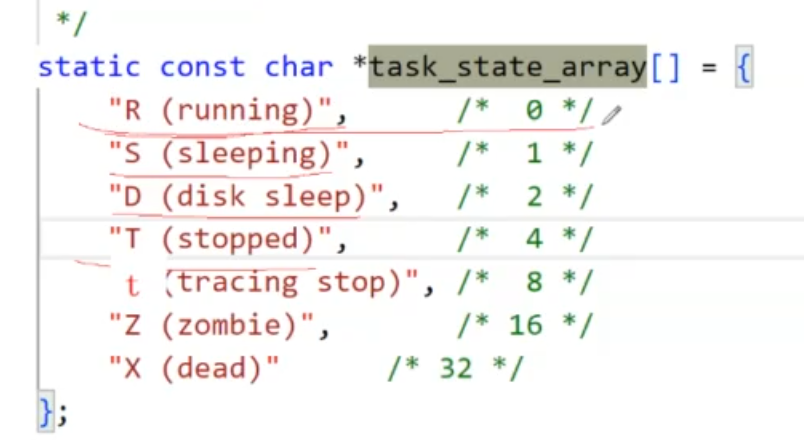 */
static const char *task_state_array[] = {
"R (running)", /* 0 */
"S (sleeping)", /* 1 */
"D (disk sleep)", /* 2 */
"T (stopped)", /* 4 */
t (tracing stop)", /* 8 */
"Z (zombie)", /* 16 */
"X (dead)" /* 32 */
};